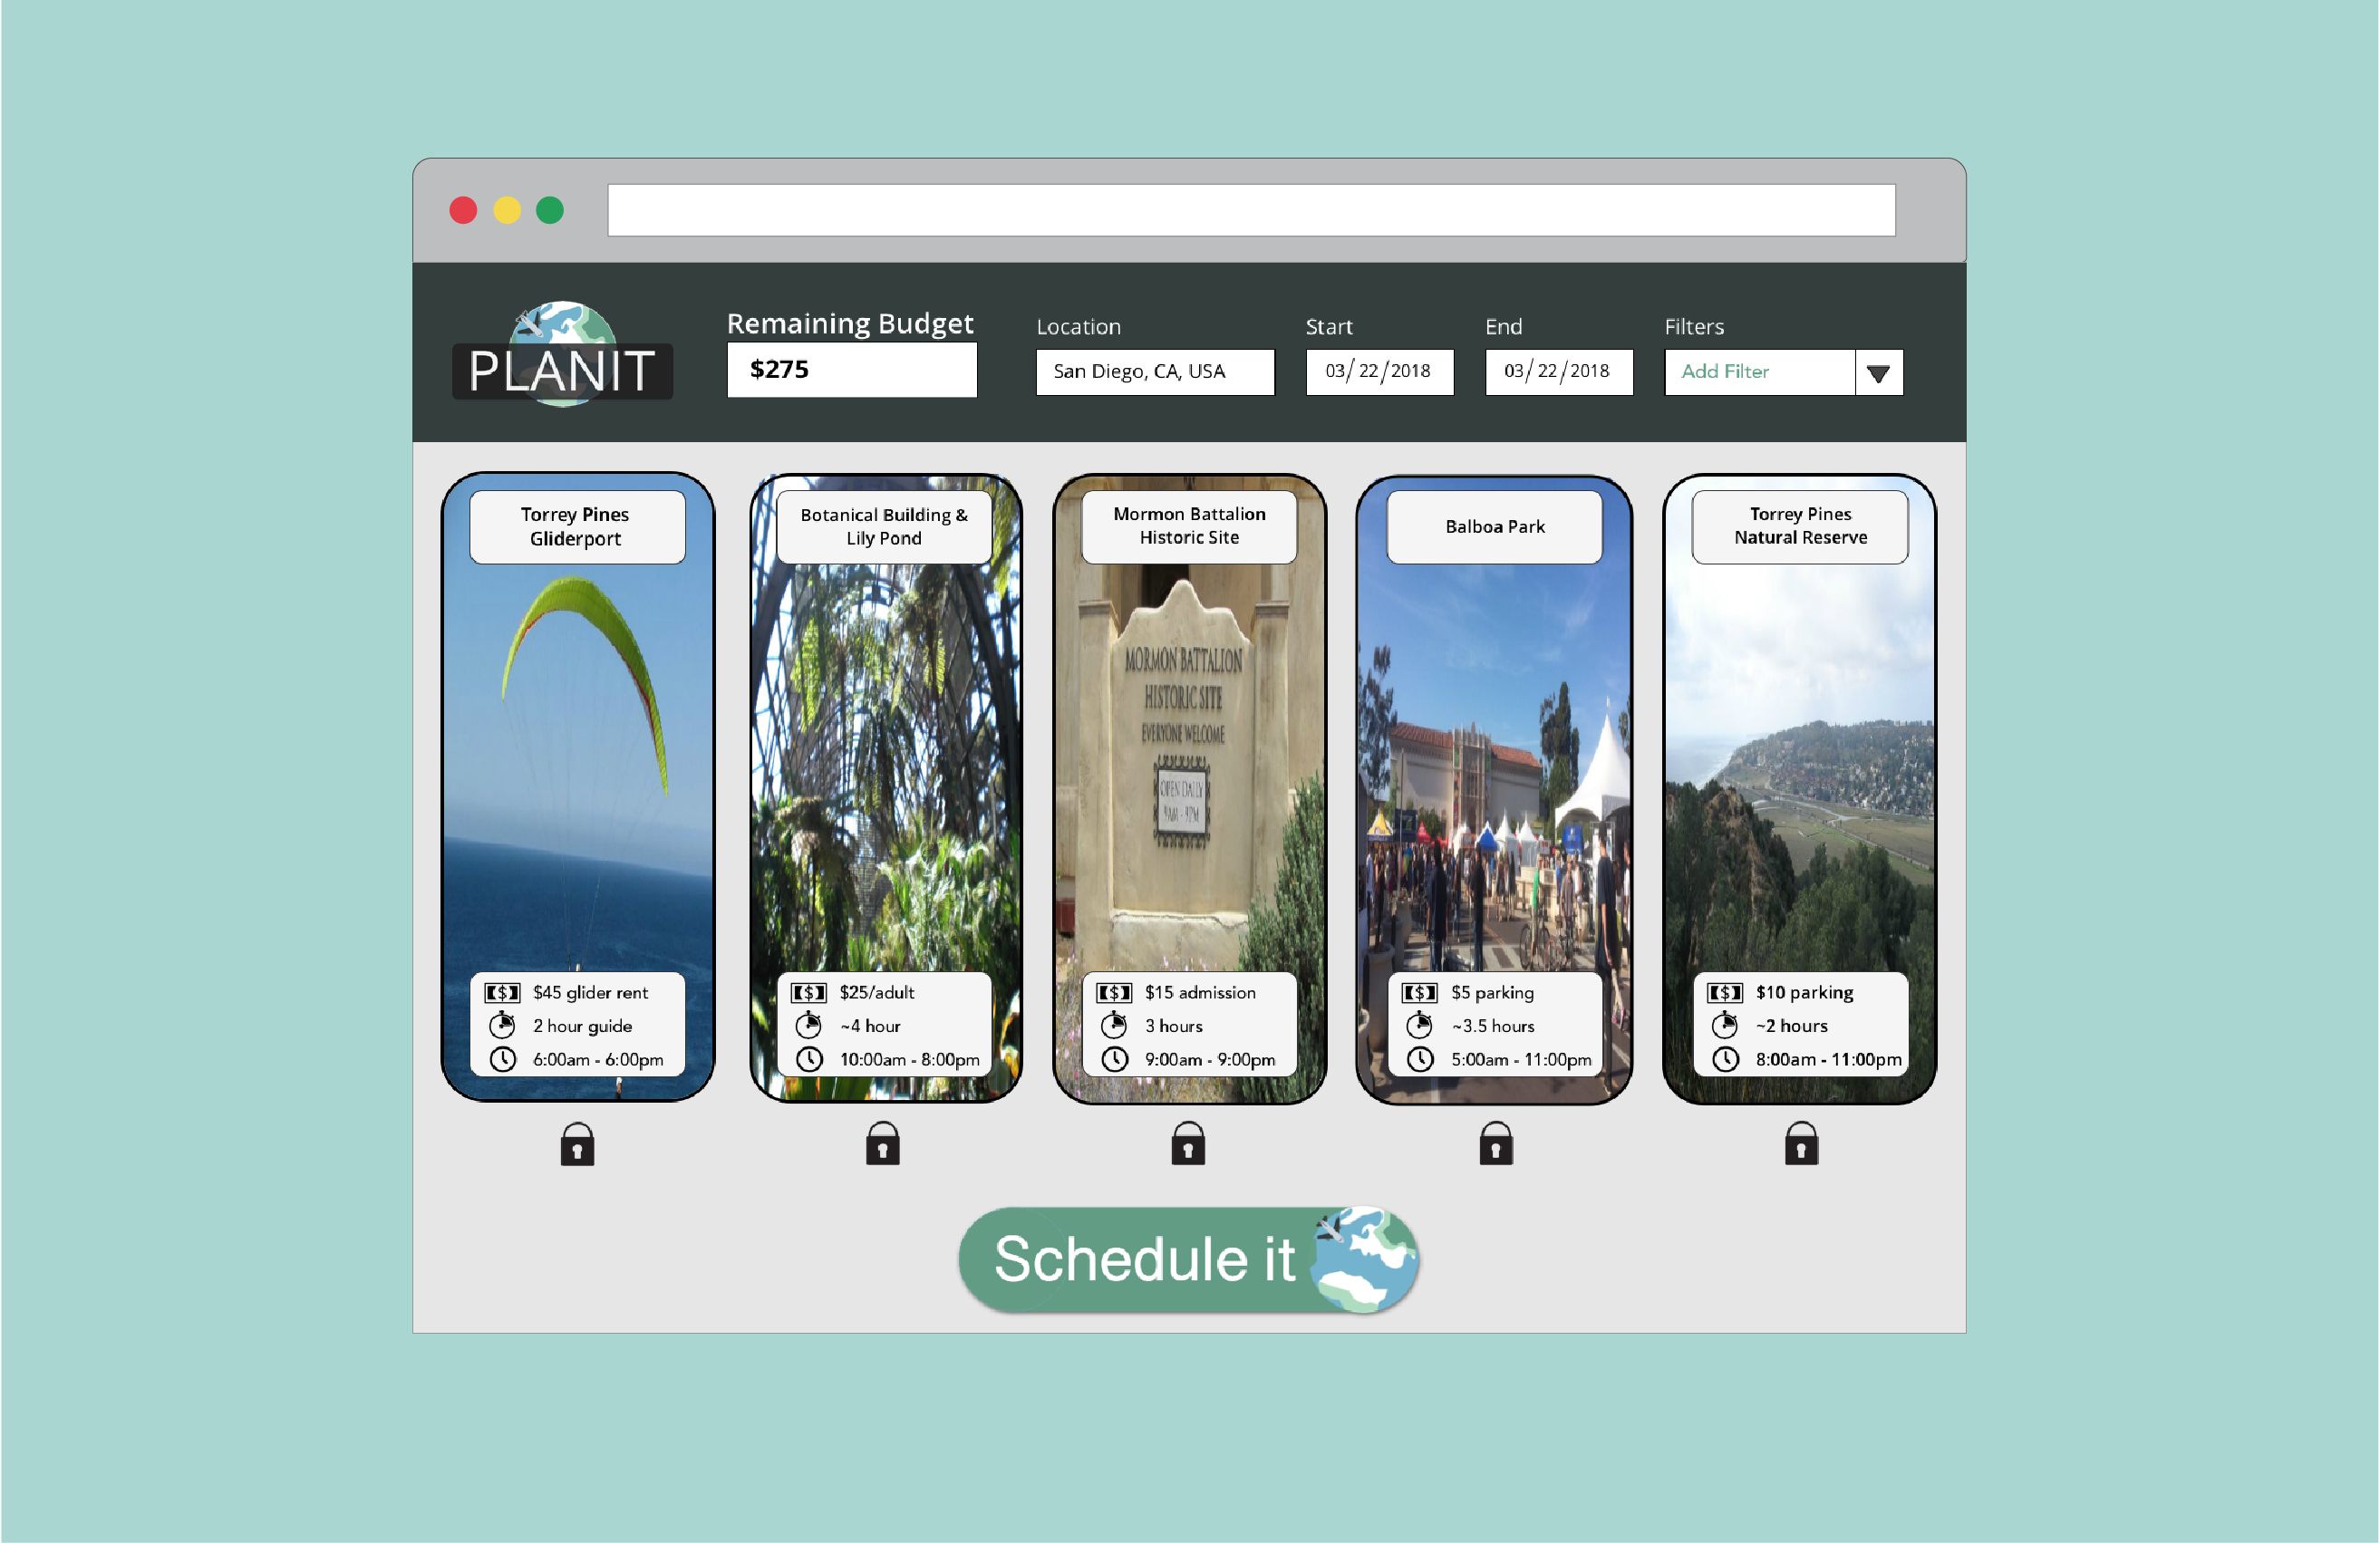 PLANIT
Remaining Budget
$275
Location
San Diego, CA, USA
Start
03/22/2018
End
03/22/2018
Filters
Add Filter
Torrey Pines
Gliderport
$45 glider rent
2 hour guide
6:00am - 6:00pm
Botanical Building &
Lily Pond
$25/adult
~4 hour
10:00am - 8:00pm
Mormon Battalion
Historic Site
MORMON BATTALION
HISTORIC SITE
EVERYONE WELCOME
OPEN DAILY
9AM - 9PM
$15 admission
3 hours
9:00am - 9:00pm
Balboa Park
$5 parking
~3.5 hours
5:00am - 11:00pm
Torrey Pines
Natural Reserve
$10 parking
~2 hours
8:00am - 11:00pm
Schedule it